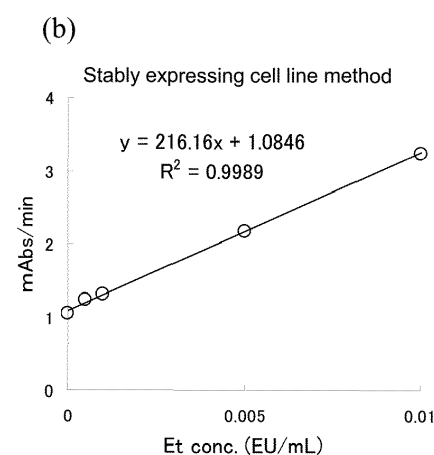 (b)
Stably expressing cell line method
y = 216.16x + 1.0846
R² = 0.9989
mAbs/min
4
3
2
1
0
0 0.005 0.01
Et conc. (EU/mL)